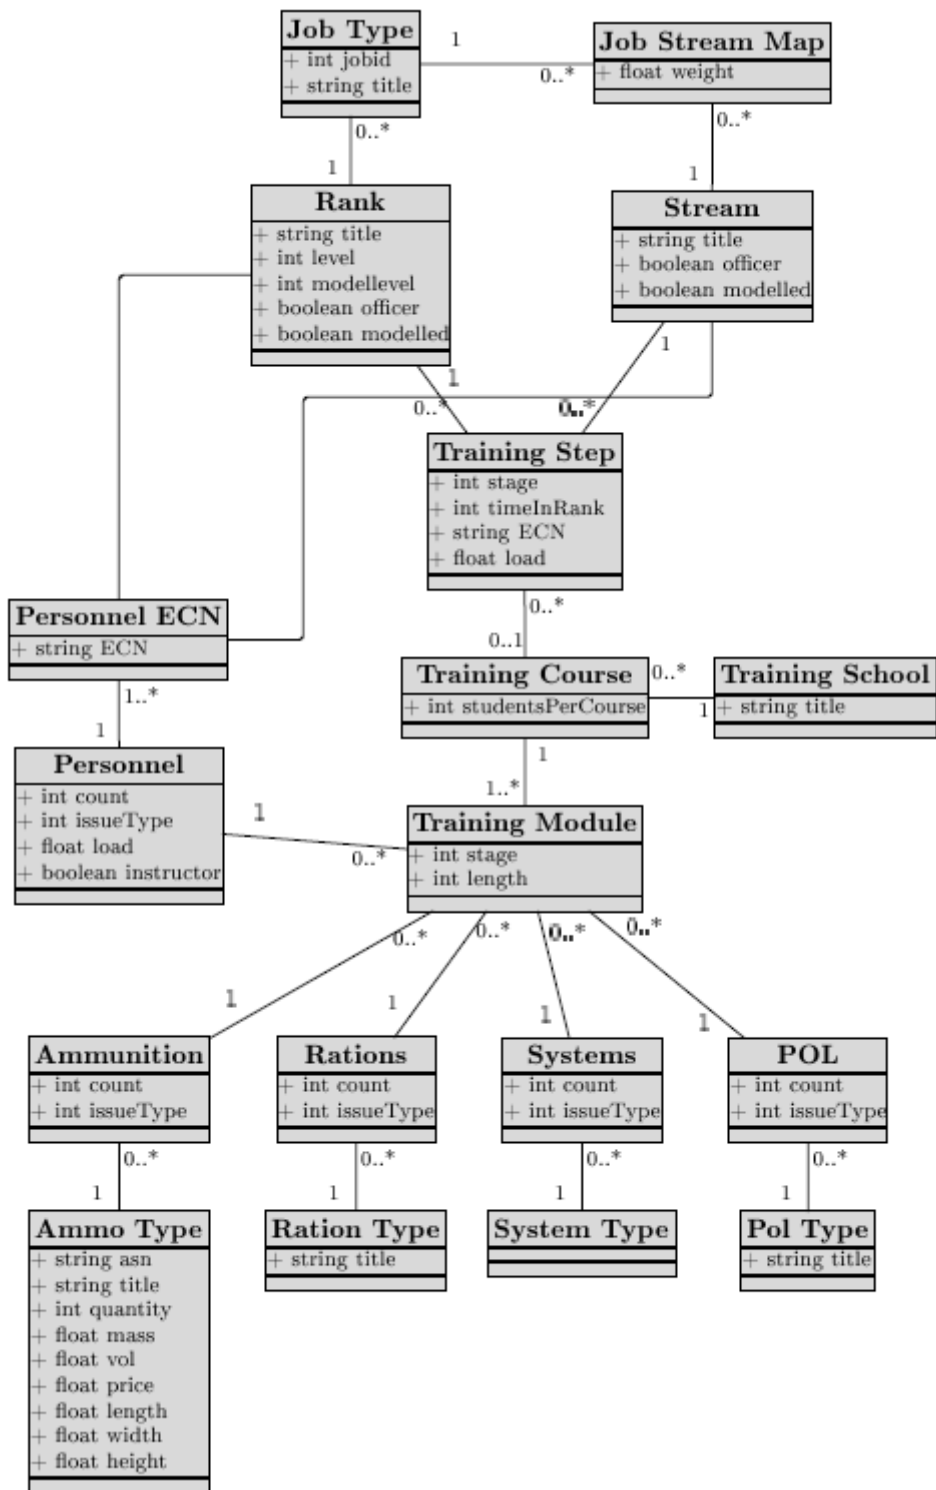 Job Type
+ int jobid
+ string title
1
0..*
Job Stream Map
+ float weight
0..*
1
0..*
1
Rank
+ string title
+ int level
+ int modellevel
+ boolean officer
+ boolean modelled
Stream
+ string title
+ boolean officer
+ boolean modelled
1
0..*
1
0..*
Training Step
+ int stage
+ int timeInRank
+ string ECN
+ float load
0..*
0..1
Personnel ECN
+ string ECN
1..*
1
Training Course
+ int studentsPerCourse
0..*
1
Training School
+ string title
1
1..*
Personnel
+ int count
+ int issueType
+ float load
+ boolean instructor
1
0..*
Training Module
+ int stage
+ int length
0..*
0..*
0..*
0..*
1
1
1
1
Ammunition
+ int count
+ int issueType
Rations
+ int count
+ int issueType
Systems
+ int count
+ int issueType
POL
+ int count
+ int issueType
0..*
0..*
0..*
0..*
1
1
1
1
Ammo Type
+ string asn
+ string title
+ int quantity
+ float mass
+ float vol
+ float price
+ float length
+ float width
+ float height
Ration Type
+ string title
System Type
Pol Type
+ string title